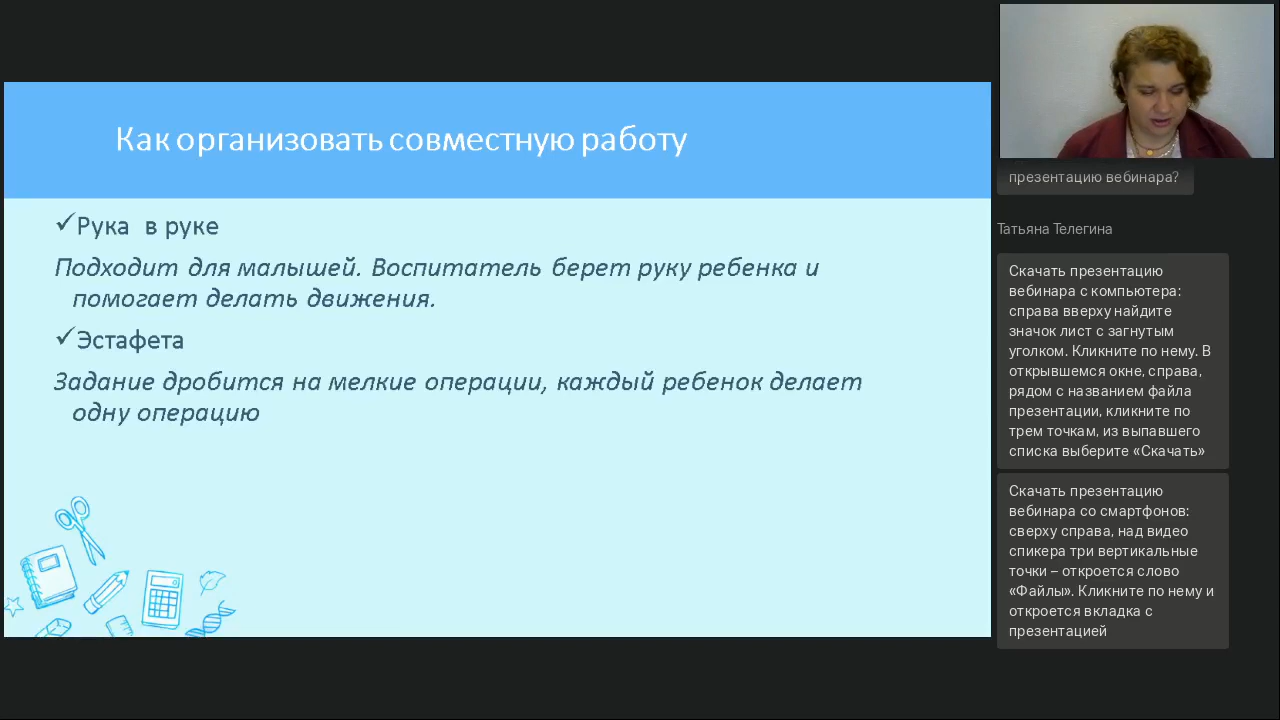 Как организовать совместную работу
Рука в руке
Подходит для малышей. Воспитатель берет руку ребенка и
помогает делать движения.
Эстафета
Задание дробится на мелкие операции, каждый ребенок делает
одну операцию
презентацию вебинара?
Татьяна Телегина
Скачать презентацию
вебинара с компьютера:
справа вверху найдите
значок лист с загнутым
уголком. Кликните по нему. В
открывшемся окне, справа,
рядом с названием файла
презентации, кликните по
трем точкам, из выпавшего
списка выберите «Скачать»
Скачать презентацию
вебинара со смартфонов:
сверху справа, над видео
спикера три вертикальные
точки – откроется слово
«Файлы». Кликните по нему и
откроется вкладка с
презентацией